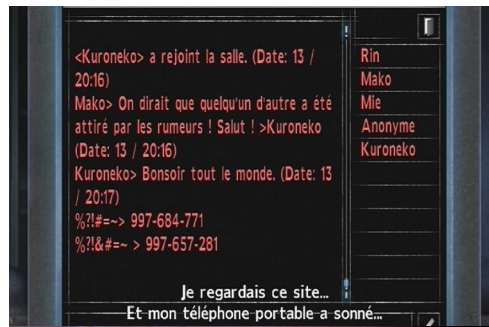 <Kuroneko> a rejoint la salle. (Date: 13 /
20:16)
Mako> On dirait que quelqu'un d'autre a été
attiré par les rumeurs ! Salut ! >Kuroneko
(Date: 13 / 20:16)
Kuroneko> Bonsoir tout le monde. (Date: 13
/ 20:17)
%?!#=~> 997-684-771
%?!&#=~ > 997-657-281
Rin
Mako
Mie
Anonyme
Kuroneko
Je regardais ce site...
Et mon téléphone portable a sonné...